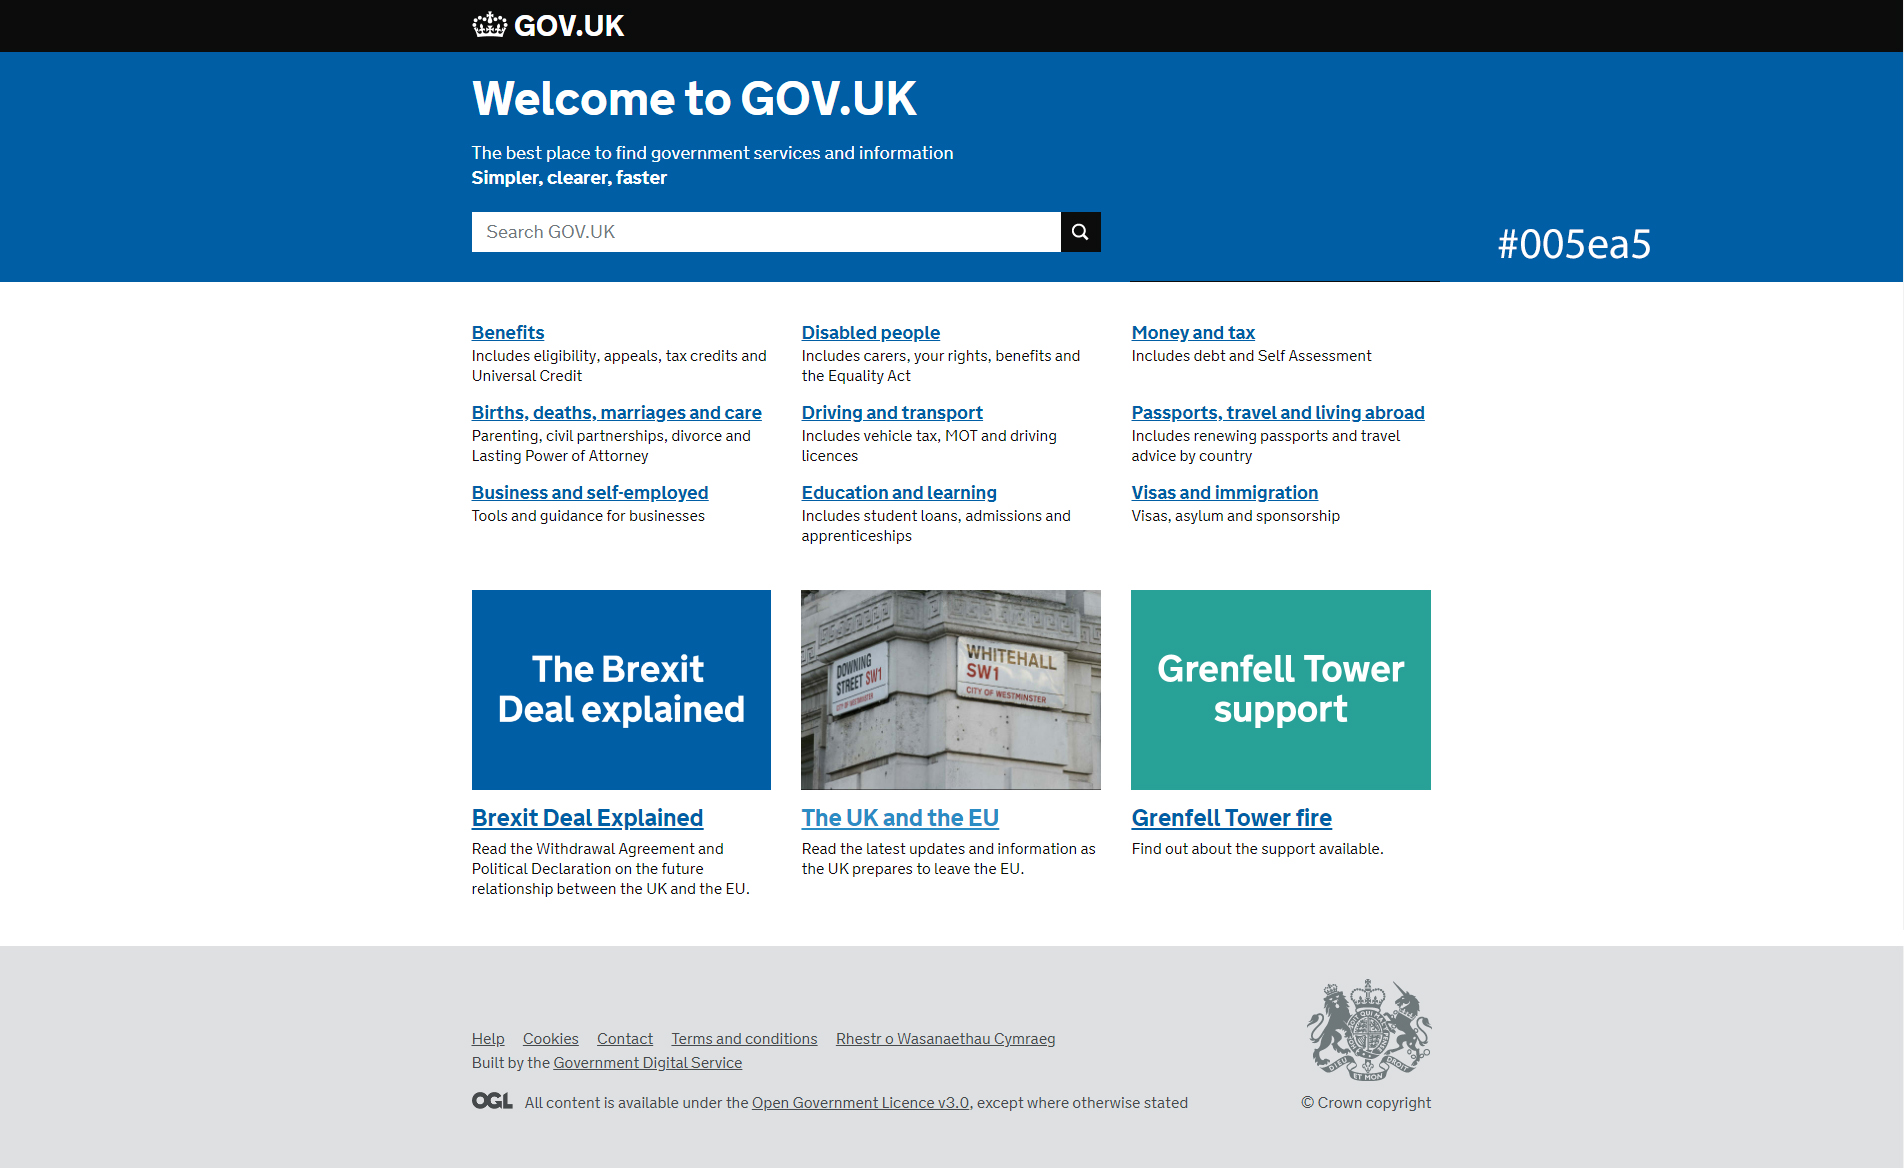 GOV.UK
Welcome to GOV.UK
The best place to find government services and information
Simpler, clearer, faster
Search GOV.UK
#005ea5
Benefits
Includes eligibility, appeals, tax credits and
Universal Credit
Disabled people
Includes carers, your rights, benefits and
the Equality Act
Money and tax
Includes debt and Self Assessment
Births, deaths, marriages and care
Parenting, civil partnerships, divorce and
Lasting Power of Attorney
Driving and transport
Includes vehicle tax, MOT and driving
licences
Passports, travel and living abroad
Includes renewing passports and travel
advice by country
Business and self-employed
Tools and guidance for businesses
Education and learning
Includes student loans, admissions and
apprenticeships
Visas and immigration
Visas, asylum and sponsorship
The Brexit
Deal explained
DOWNING
STREET SW1
CITY OF WESTMINSTER
WHITEHALL
SW1
CITY OF WESTMINSTER
Grenfell Tower
support
Brexit Deal Explained
Read the Withdrawal Agreement and
Political Declaration on the future
relationship between the UK and the EU.
The UK and the EU
Read the latest updates and information as
the UK prepares to leave the EU.
Grenfell Tower fire
Find out about the support available.
Help Cookies Contact Terms and conditions Rhestr o Wasanaethau Cymraeg
Built by the Government Digital Service
OGL All content is available under the Open Government Licence v3.0, except where otherwise stated
DIEU ET MON DROIT
© Crown copyright